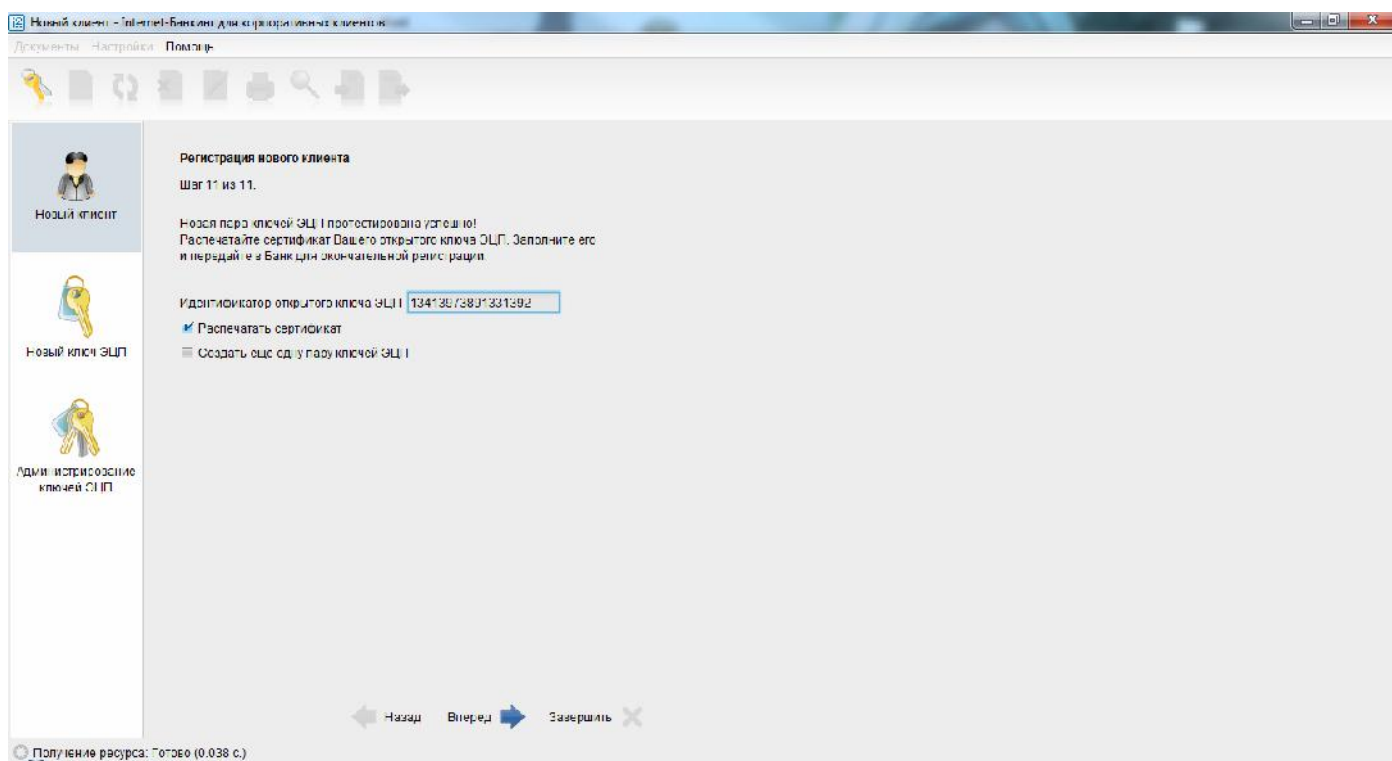 Новый клиент - Internet-Банкинг для корпоративных клиентов
Документы Настройки Помощь
Регистрация нового клиента
Шаг 11 из 11.
Новый клиент
Новая пара ключей ЭЦП протестирована успешно!
Распечатайте сертификат Вашего открытого ключа ЭЦП. Заполните его
и передайте в Банк для окончательной регистрации.
Идентификатор открытого ключа ЭЦП 13413973891331392
Распечатать сертификат
Новый ключ ЭЦП
Создать еще одну пару ключей ЭЦП
Администрирование
ключей ЭЦП
Назад Вперед Завершить
Получение ресурса: Готово (0.038 с.)